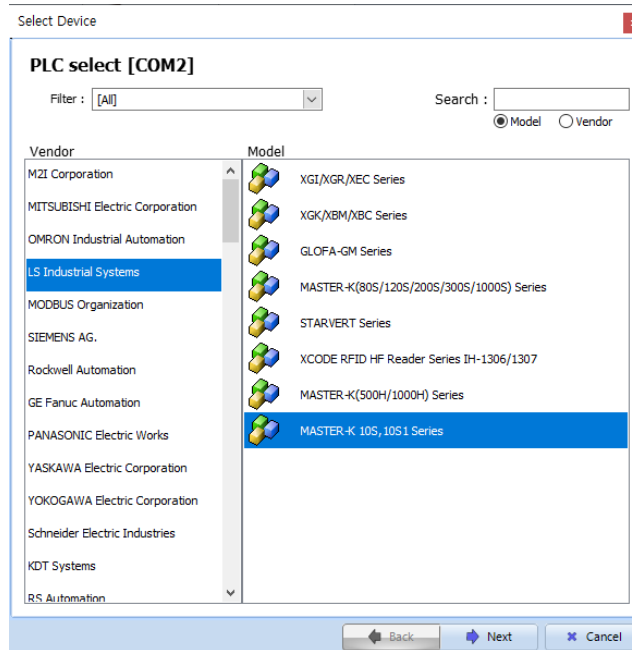 Select Device
PLC select [COM2]
Filter : [All]
Search :
Model Vendor
Vendor
M2I Corporation
MITSUBISHI Electric Corporation
OMRON Industrial Automation
LS Industrial Systems
MODBUS Organization
SIEMENS AG.
Rockwell Automation
GE Fanuc Automation
PANASONIC Electric Works
YASKAWA Electric Corporation
YOKOGAWA Electric Corporation
Schneider Electric Industries
KDT Systems
RS Automation
Model
XGI/XGR/XEC Series
XGK/XBM/XBC Series
GLOFA-GM Series
MASTER-K(80S/120S/200S/300S/1000S) Series
STARVERT Series
XCODE RFID HF Reader Series IH-1306/1307
MASTER-K(500H/1000H) Series
MASTER-K 10S,10S1 Series
Back Next Cancel